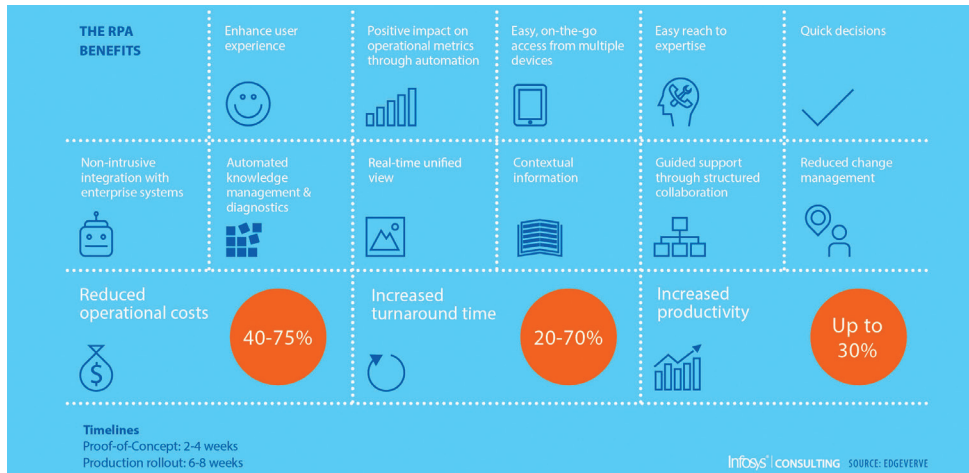 THE RPA
BENEFITS
Enhance user
experience
Positive impact on
operational metrics
through automation
Easy, on-the-go
access from multiple
devices
Easy reach to
expertise
Quick decisions
Non-intrusive
integration with
enterprise systems
Automated
knowledge
management &
diagnostics
Real-time unified
view
Contextual
information
Guided support
through structured
collaboration
Reduced change
management
Reduced
operational costs
$
40-75%
Increased
turnaround time
20-70%
Increased
productivity
Up to
30%
Timelines
Proof-of-Concept: 2-4 weeks
Production rollout: 6-8 weeks
Infosys® | CONSULTING SOURCE: EDGEVERVE